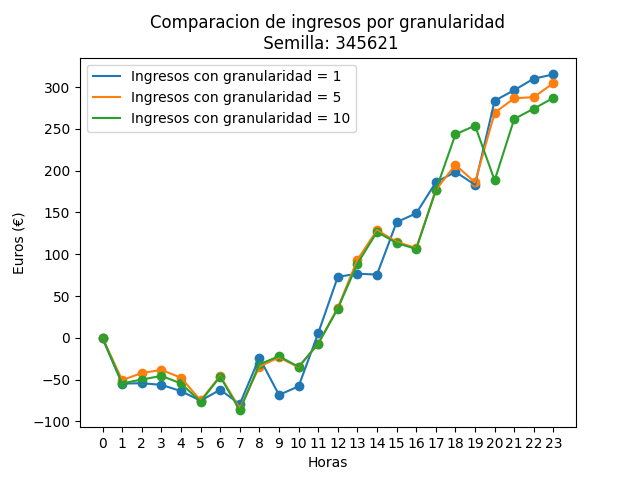 Comparacion de ingresos por granularidad
Semilla: 345621
Ingresos con granularidad = 1
Ingresos con granularidad = 5
Ingresos con granularidad = 10
Euros (€)
300
250
200
150
100
50
0
−50
−100
0 1 2 3 4 5 6 7 8 9 10 11 12 13 14 15 16 17 18 19 20 21 22 23
Horas